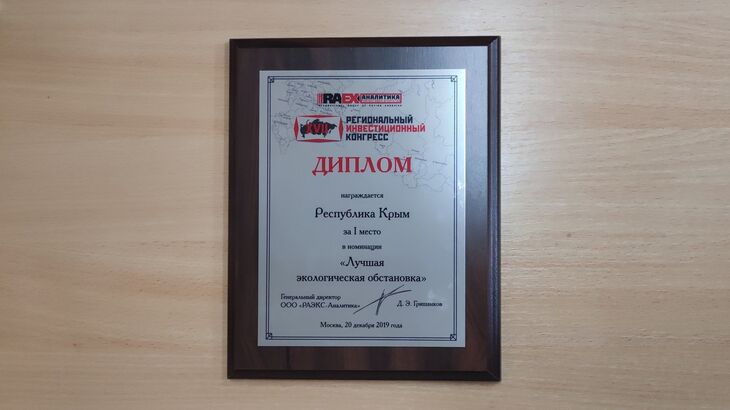 RAEX АНАЛИТИКА
XVII
РЕГИОНАЛЬНЫЙ
ИНВЕСТИЦИОННЫЙ
КОНГРЕСС
ДИПЛОМ
награждается
Республика Крым
за I место
в номинации
«Лучшая
экологическая обстановка»
Генеральный директор
ООО «РАЭКС-Аналитика»
Д. Э. Гришанков
Москва, 20 декабря 2019 года